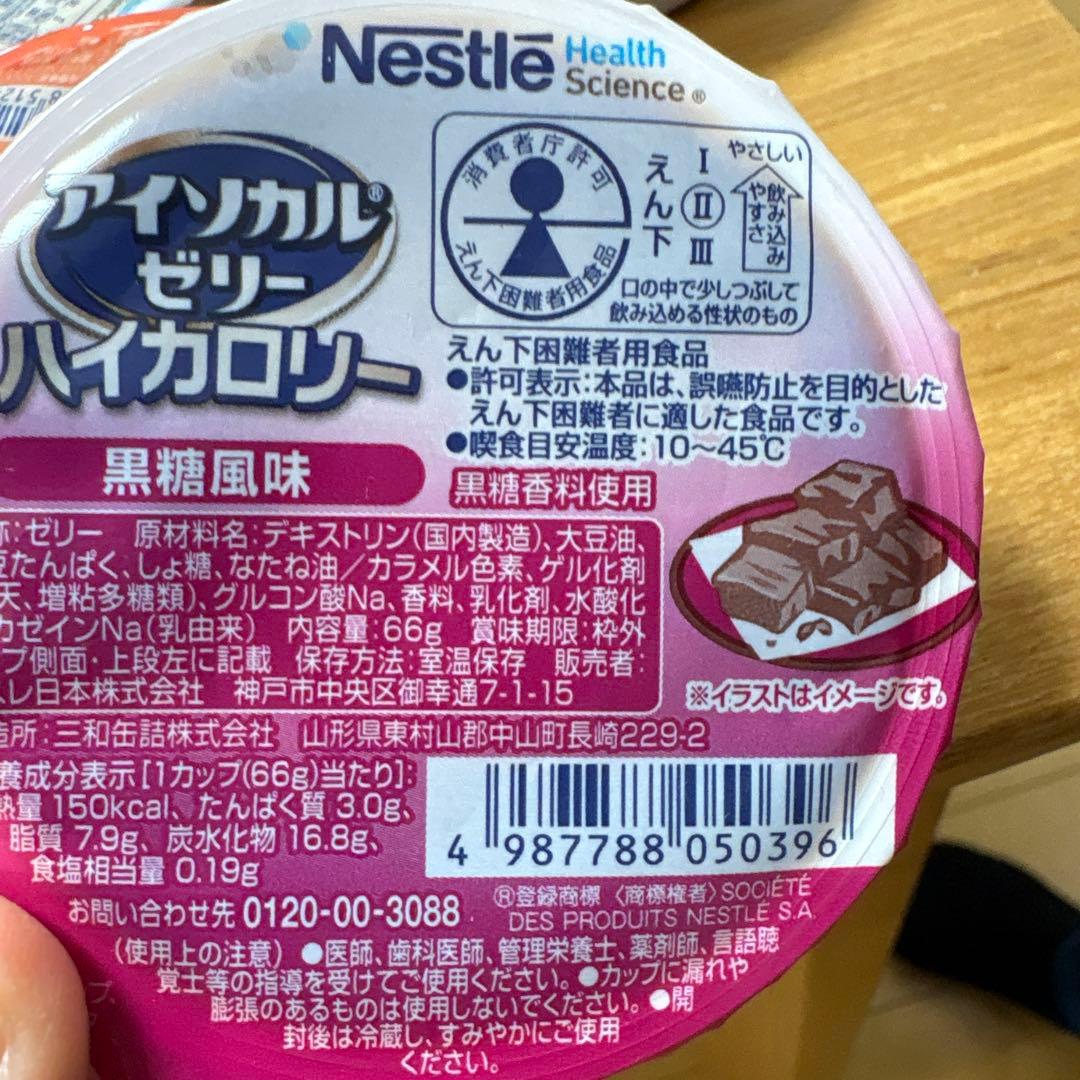 Nestlé Health Science®
アイソカル®
ゼリー
ハイカロリー
消費者庁許可
えん下困難者用食品
えん下
I
II
III
やさしい
飲み込み
やすさ
口の中で少しつぶして
飲み込める性状のもの
えん下困難者用食品
●許可表示:本品は、誤嚥防止を目的とした
えん下困難者に適した食品です。
●喫食目安温度:10〜45℃
黒糖風味
黒糖香料使用
称:ゼリー 原材料名:デキストリン(国内製造)、大豆油、
豆たんぱく、しょ糖、なたね油/カラメル色素、ゲル化剤
天、増粘多糖類)、グルコン酸Na、香料、乳化剤、水酸化
カゼインNa(乳由来) 内容量:66g 賞味期限:枠外
プ側面・上段左に記載 保存方法:室温保存 販売者:
スレ日本株式会社 神戸市中央区御幸通7-1-15
※イラストはイメージです。
造所:三和缶詰株式会社 山形県東村山郡中山町長崎229-2
養成分表示[1カップ(66g)当たり]:
熱量 150kcal、たんぱく質 3.0g、
脂質 7.9g、炭水化物 16.8g、
食塩相当量 0.19g
4 987788 050396
お問い合わせ先 0120-00-3088
®登録商標 〈商標権者〉SOCIÉTÉ
DES PRODUITS NESTLÉ S.A.
(使用上の注意) ●医師、歯科医師、管理栄養士、薬剤師、言語聴
覚士等の指導を受けてご使用ください。●カップに漏れや
膨張のあるものは使用しないでください。●開
封後は冷蔵し、すみやかにご使用
ください。